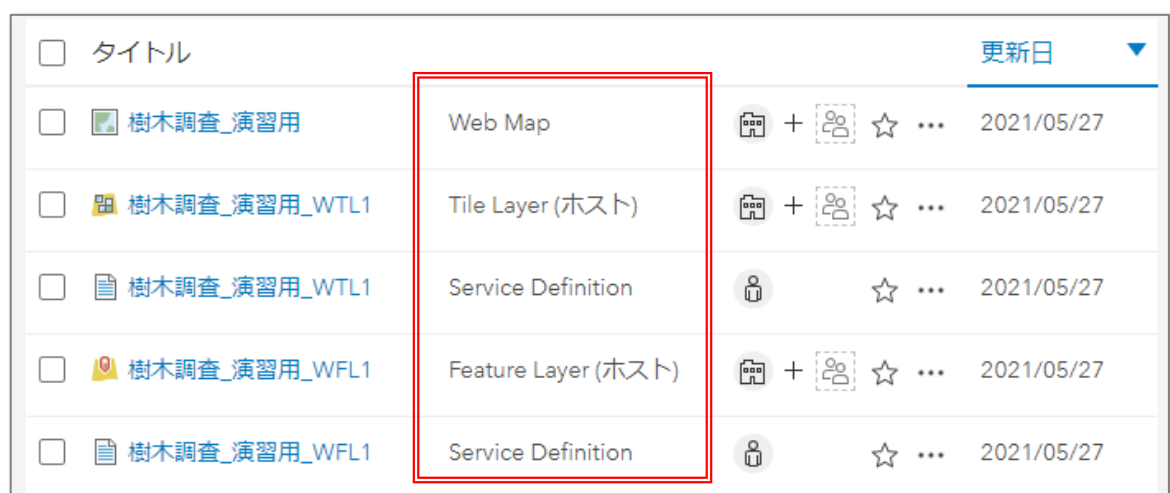 タイトル 更新日
樹木調査_演習用 Web Map 2021/05/27
樹木調査_演習用_WTL1 Tile Layer (ホスト) 2021/05/27
樹木調査_演習用_WTL1 Service Definition 2021/05/27
樹木調査_演習用_WFL1 Feature Layer (ホスト) 2021/05/27
樹木調査_演習用_WFL1 Service Definition 2021/05/27